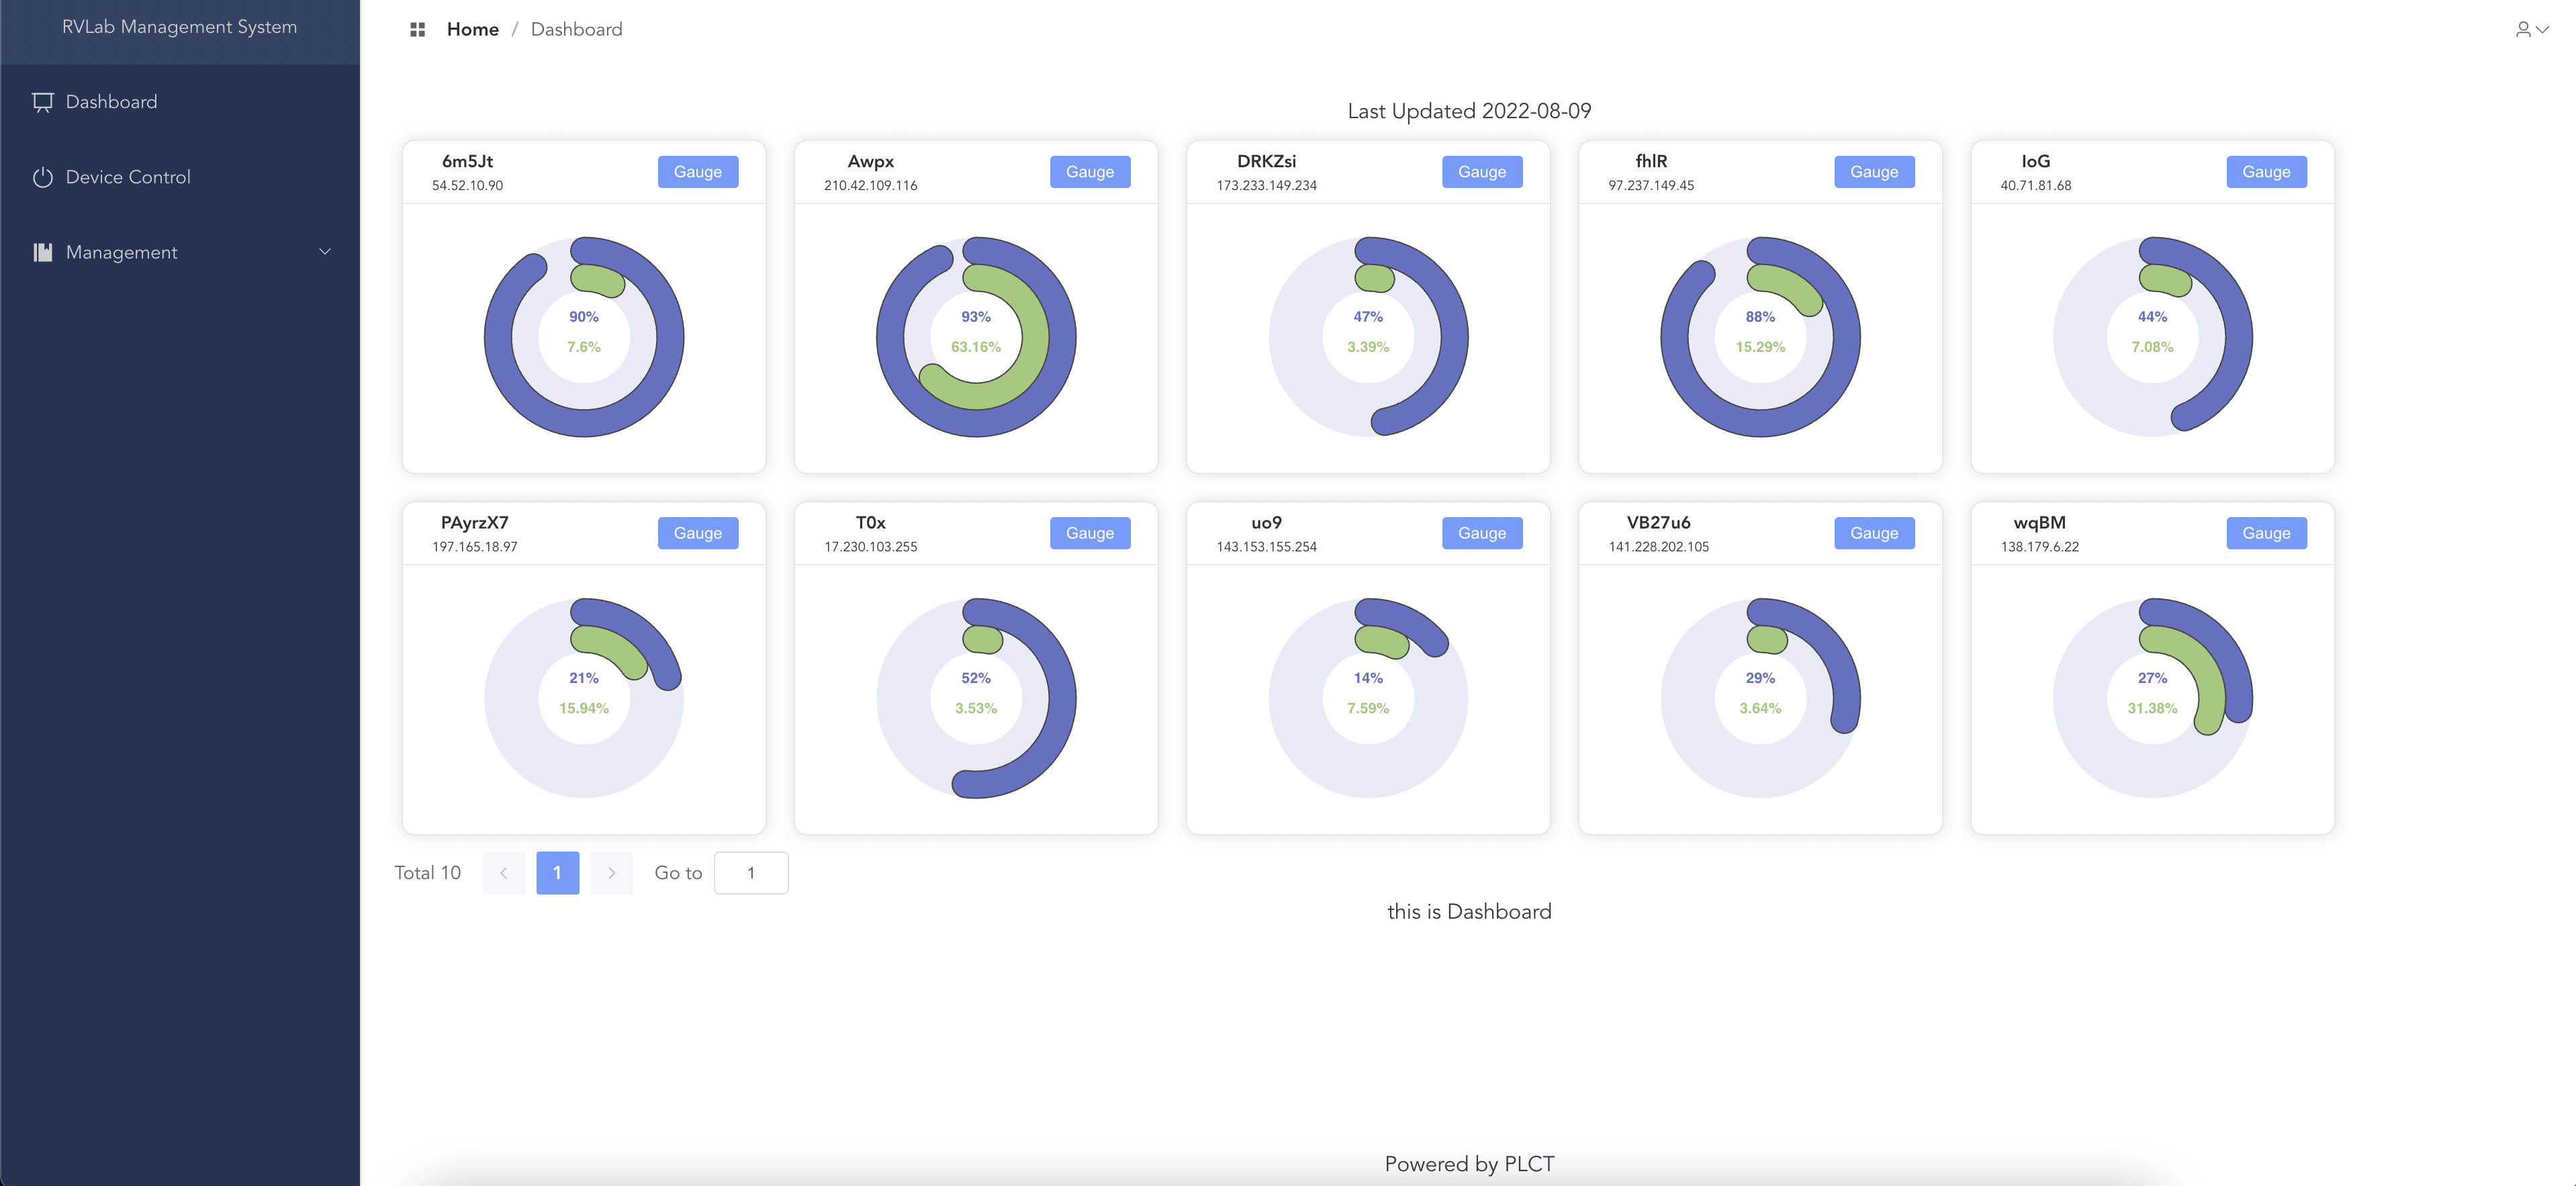 RVLab Management System
Dashboard
Device Control
Management
Home / Dashboard
Last Updated 2022-08-09
6m5Jt
54.52.10.90
Gauge
90%
7.6%
Awpx
210.42.109.116
Gauge
93%
63.16%
DRKZsi
173.233.149.234
Gauge
47%
3.39%
fhlR
97.237.149.45
Gauge
88%
15.29%
IoG
40.71.81.68
Gauge
44%
7.08%
PAyrzX7
197.165.18.97
Gauge
21%
15.94%
T0x
17.230.103.255
Gauge
52%
3.53%
uo9
143.153.155.254
Gauge
14%
7.59%
VB27u6
141.228.202.105
Gauge
29%
3.64%
wqBM
138.179.6.22
Gauge
27%
31.38%
Total 10 < 1 > Go to 1
this is Dashboard
Powered by PLCT